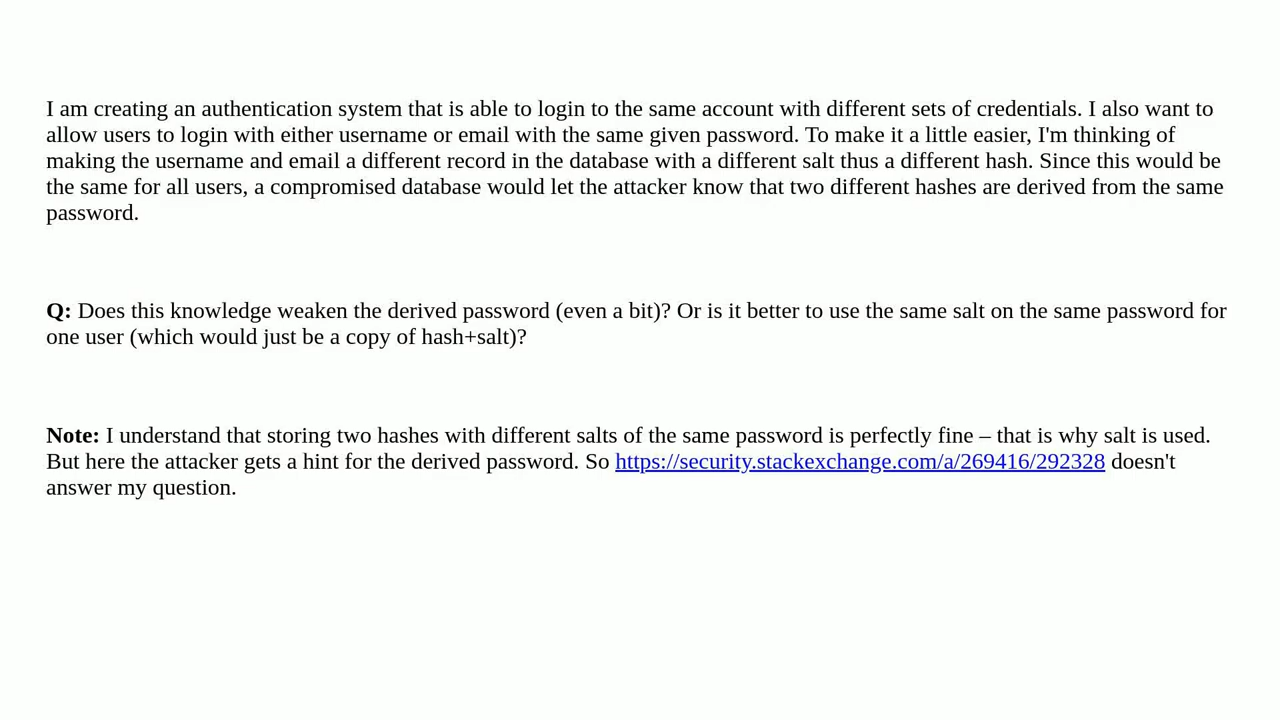 I am creating an authentication system that is able to login to the same account with different sets of credentials. I also want to
allow users to login with either username or email with the same given password. To make it a little easier, I'm thinking of
making the username and email a different record in the database with a different salt thus a different hash. Since this would be
the same for all users, a compromised database would let the attacker know that two different hashes are derived from the same
password.
Q: Does this knowledge weaken the derived password (even a bit)? Or is it better to use the same salt on the same password for
one user (which would just be a copy of hash+salt)?
Note: I understand that storing two hashes with different salts of the same password is perfectly fine – that is why salt is used.
But here the attacker gets a hint for the derived password. So https://security.stackexchange.com/a/269416/292328 doesn't
answer my question.